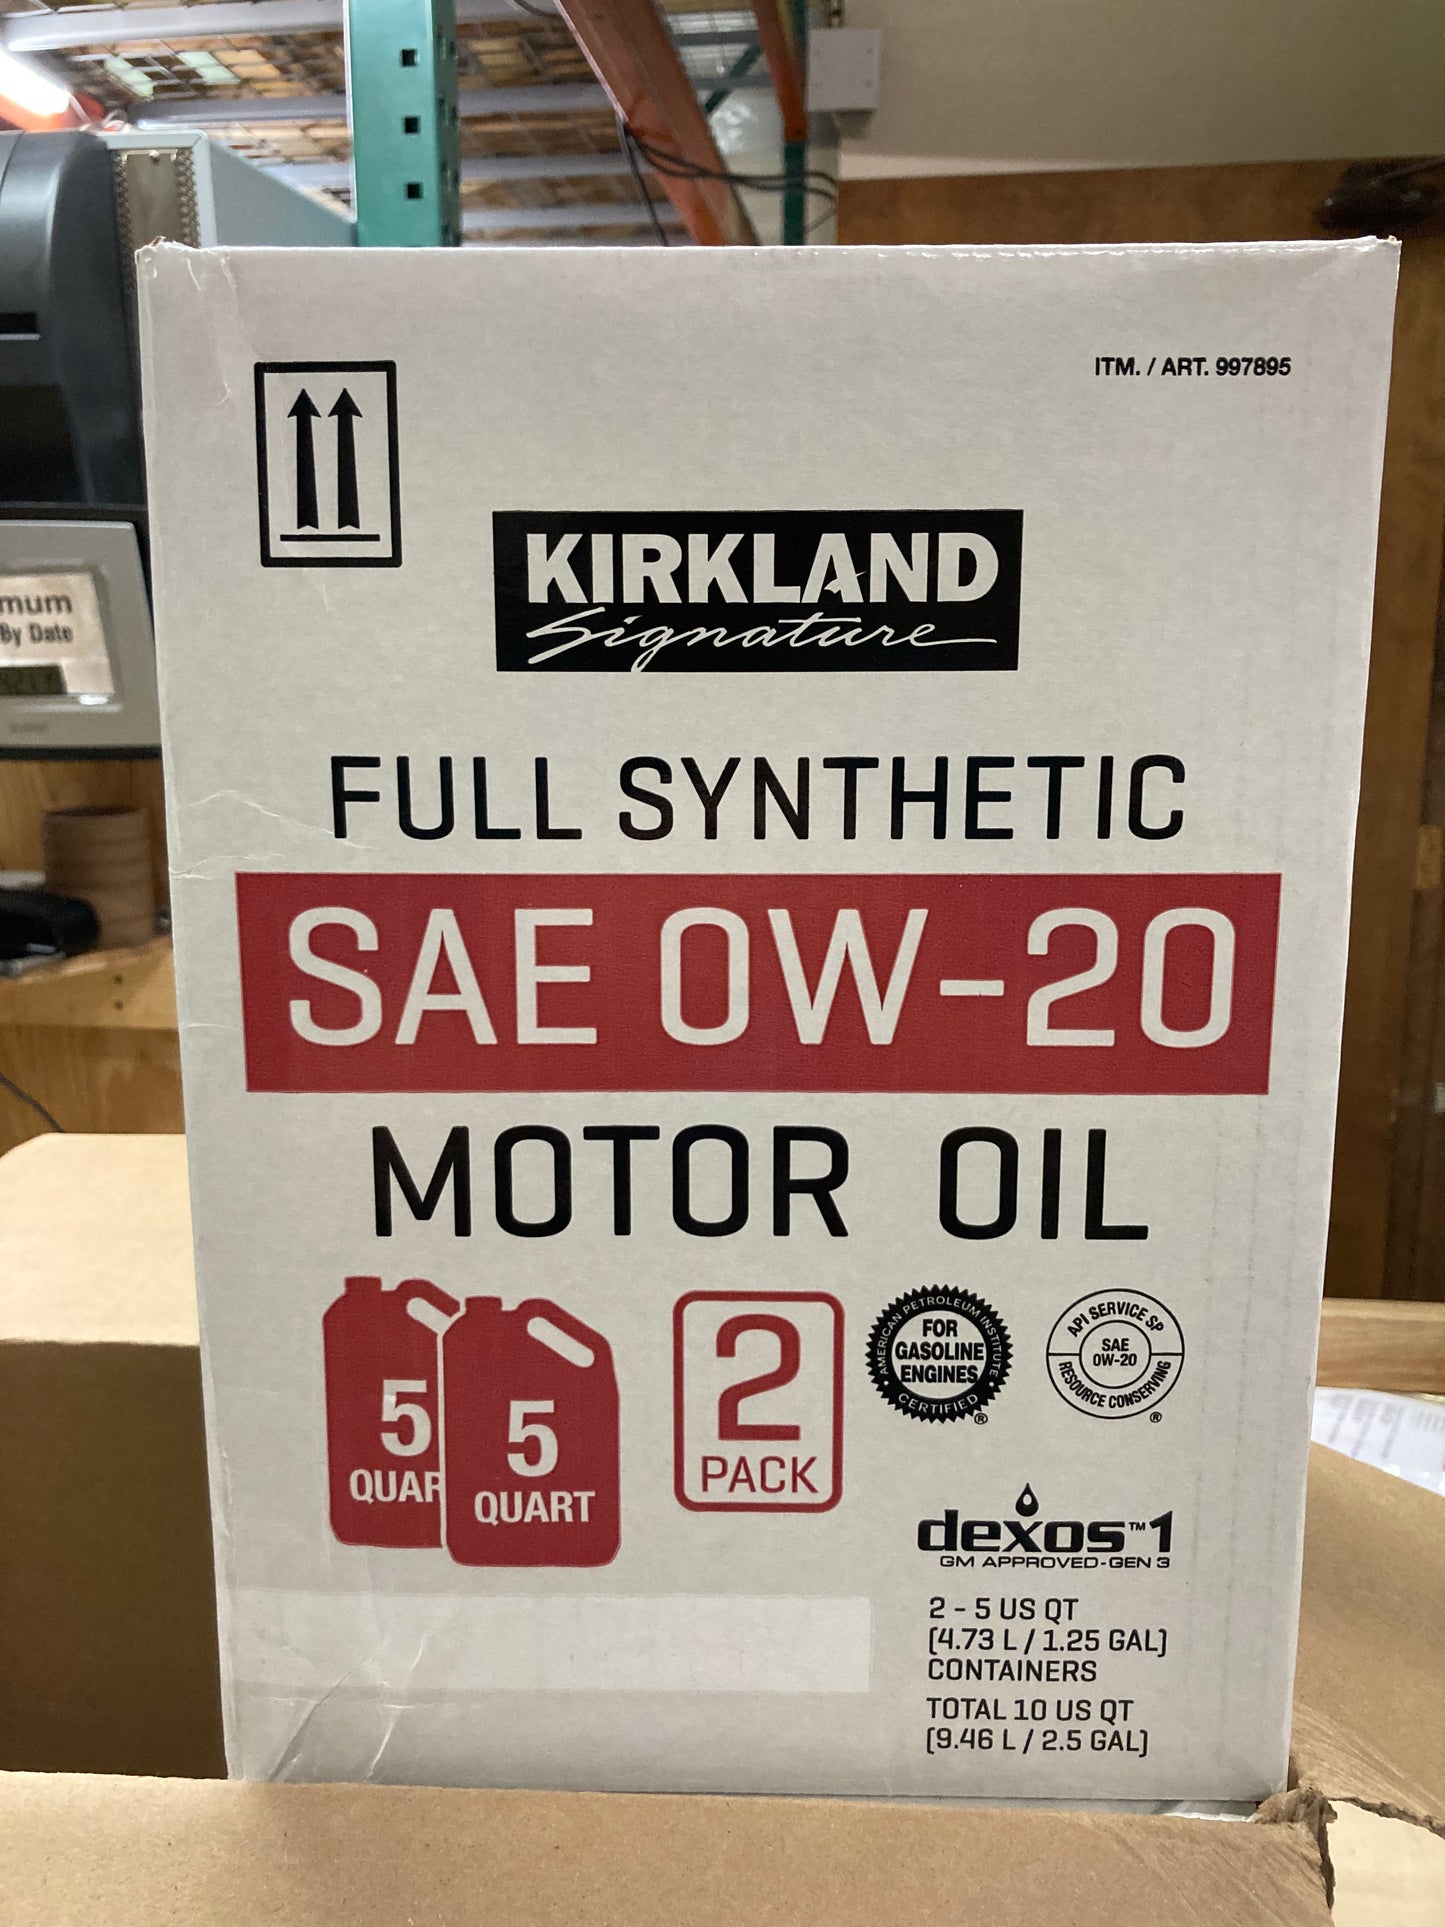 mum
By Date
ITM. / ART. 997895
KIRKLAND
Signature
FULL SYNTHETIC
SAE 0W-20
MOTOR OIL
5
QUAR
5
QUART
2
PACK
AMERICAN PETROLEUM INSTITUTE
FOR
GASOLINE
ENGINES
CERTIFIED
®
API SERVICE SP
SAE
0W-20
RESOURCE CONSERVING
®
dexos™1
GM APPROVED-GEN 3
2 - 5 US QT
(4.73 L / 1.25 GAL)
CONTAINERS
TOTAL 10 US QT
(9.46 L / 2.5 GAL)